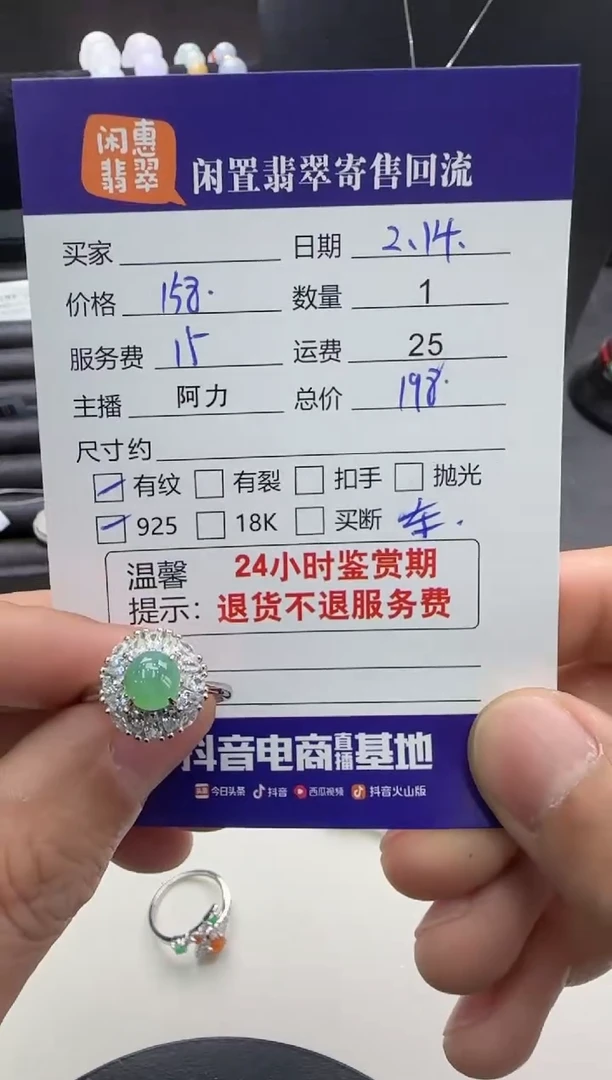 闲惠
翡翠
闲置翡翠寄售回流
买家 日期 2.14.
价格 158. 数量 1
服务费 15 运费 25
主播 阿力 总价 198.
尺寸约
有纹 有裂 扣手 抛光
925 18K 买断
温馨 24小时鉴赏期
提示：退货不退服务费
抖音电商直播基地
头条 今日头条 抖音 西瓜视频 抖音火山版